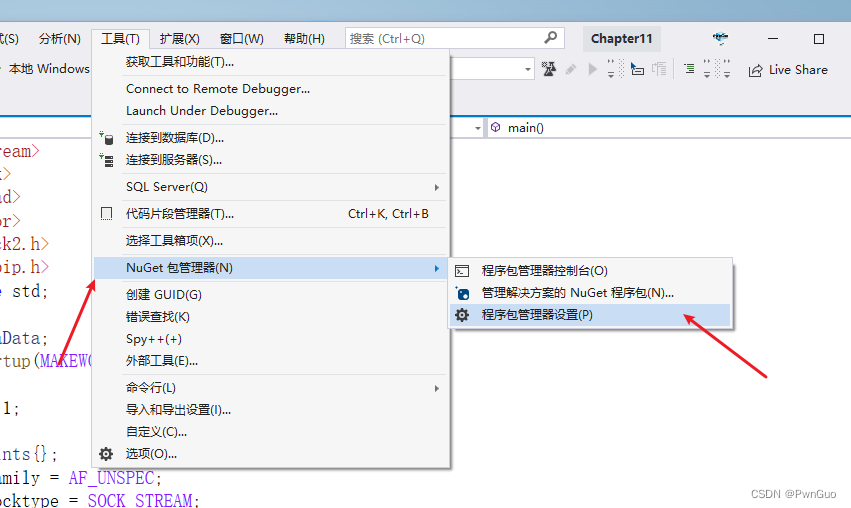 式(S) 分析(N) 工具(T) 扩展(X) 窗口(W) 帮助(H) 搜索 (Ctrl+Q) Chapter11
本地 Windows
Live Share
获取工具和功能(T)...
Connect to Remote Debugger...
Launch Under Debugger...
main()
连接到数据库(D)...
连接到服务器(S)...
SQL Server(Q)
代码片段管理器(T)... Ctrl+K, Ctrl+B
选择工具箱项(X)...
NuGet 包管理器(N)
程序包管理器控制台(O)
管理解决方案的 NuGet 程序包(N)...
程序包管理器设置(P)
创建 GUID(G)
错误查找(K)
Spy++(+)
外部工具(E)...
命令行(L)
导入和导出设置(I)...
自定义(C)...
选项(O)...
ream>
>
ad>
or>
ck2.h>
pip.h>
e std;
aData;
rtup(MAKEWO
1;
ints{};
amily = AF_UNSPEC;
ocktype = SOCK_STREAM;
CSDN @PwnGuo